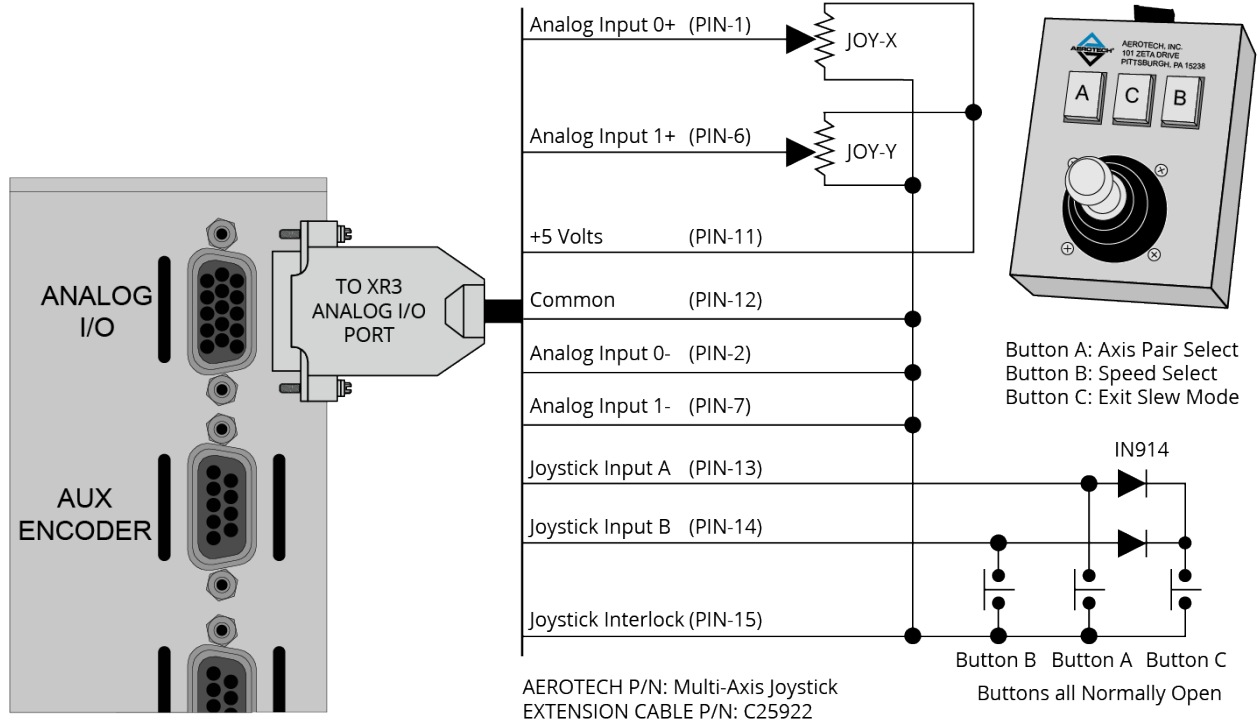 Analog Input 0+ (PIN-1)
JOY-X
Analog Input 1+ (PIN-6)
JOY-Y
+5 Volts (PIN-11)
Common (PIN-12)
Analog Input 0- (PIN-2)
Analog Input 1- (PIN-7)
Joystick Input A (PIN-13)
Joystick Input B (PIN-14)
Joystick Interlock (PIN-15)
ANALOG
I/O
TO XR3
ANALOG I/O
PORT
AUX
ENCODER
AEROTECH
AEROTECH, INC.
101 ZETA DRIVE
PITTSBURGH, PA 15238
A C B
Button A: Axis Pair Select
Button B: Speed Select
Button C: Exit Slew Mode
IN914
Button B Button A Button C
Buttons all Normally Open
AEROTECH P/N: Multi-Axis Joystick
EXTENSION CABLE P/N: C25922